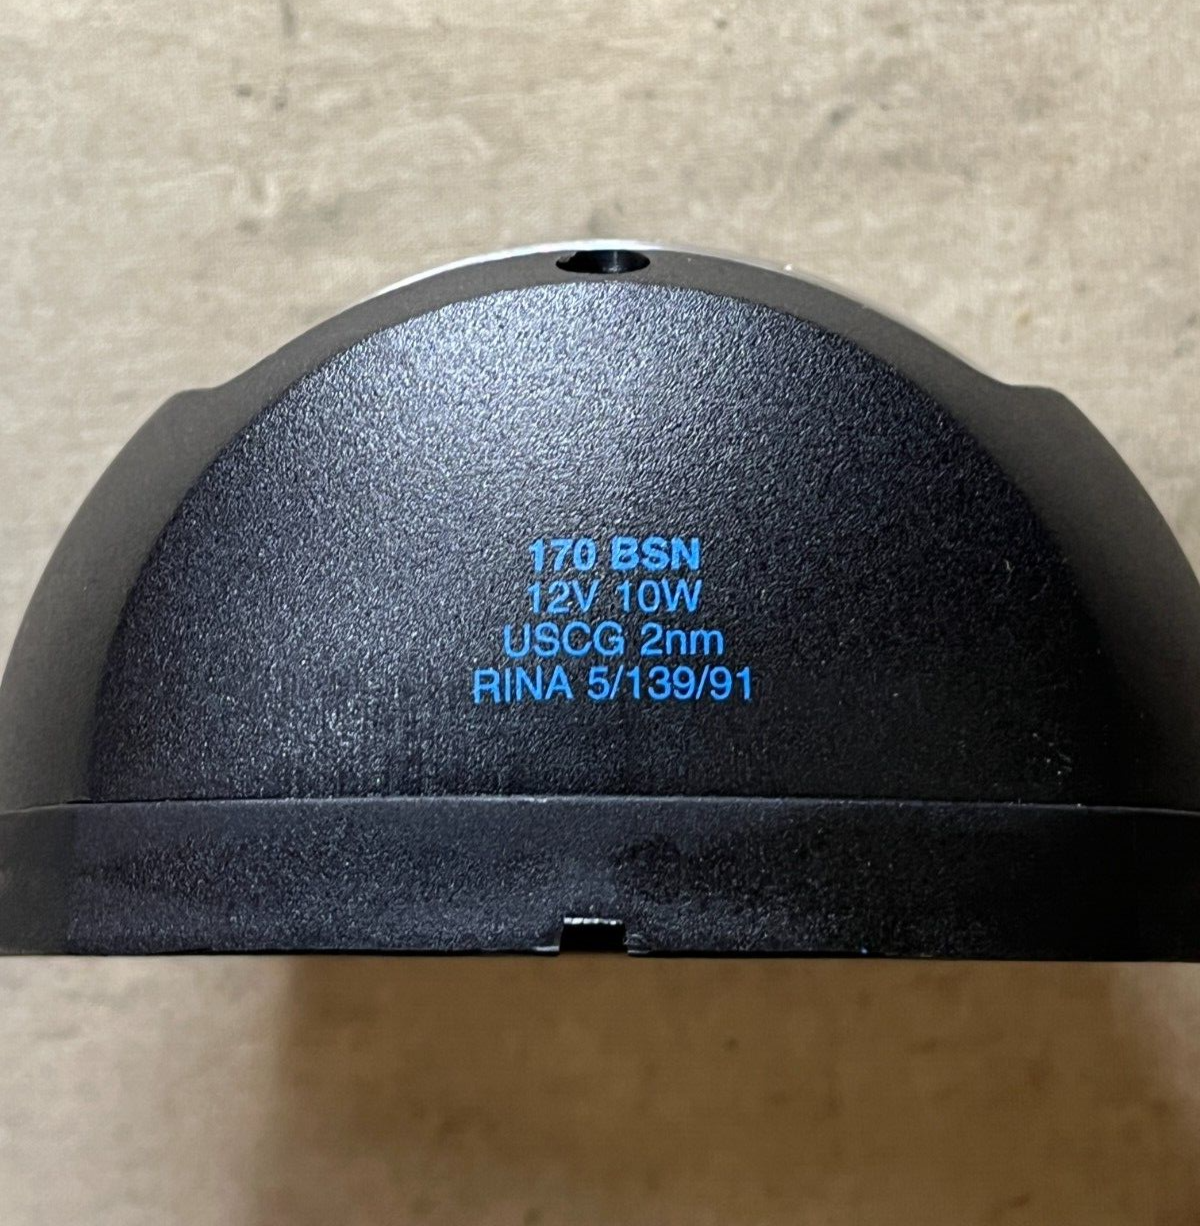 170 BSN
12V 10W
USCG 2nm
RINA 5/139/91